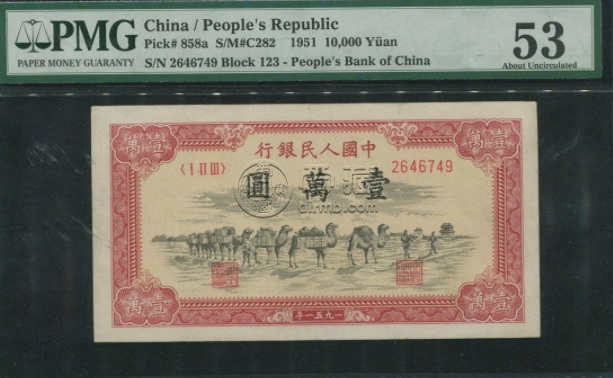 PMG
PAPER MONEY GUARANTY
China / People's Republic
Pick# 858a S/M#C282 1951 10,000 Yüan
S/N 2646749 Block 123 - People's Bank of China
53
About Uncirculated
壹萬
壹萬
行銀民人國中
〈I II III〉
2646749
圓萬壹
cjrmb.com
壹萬
壹萬
年一五九一